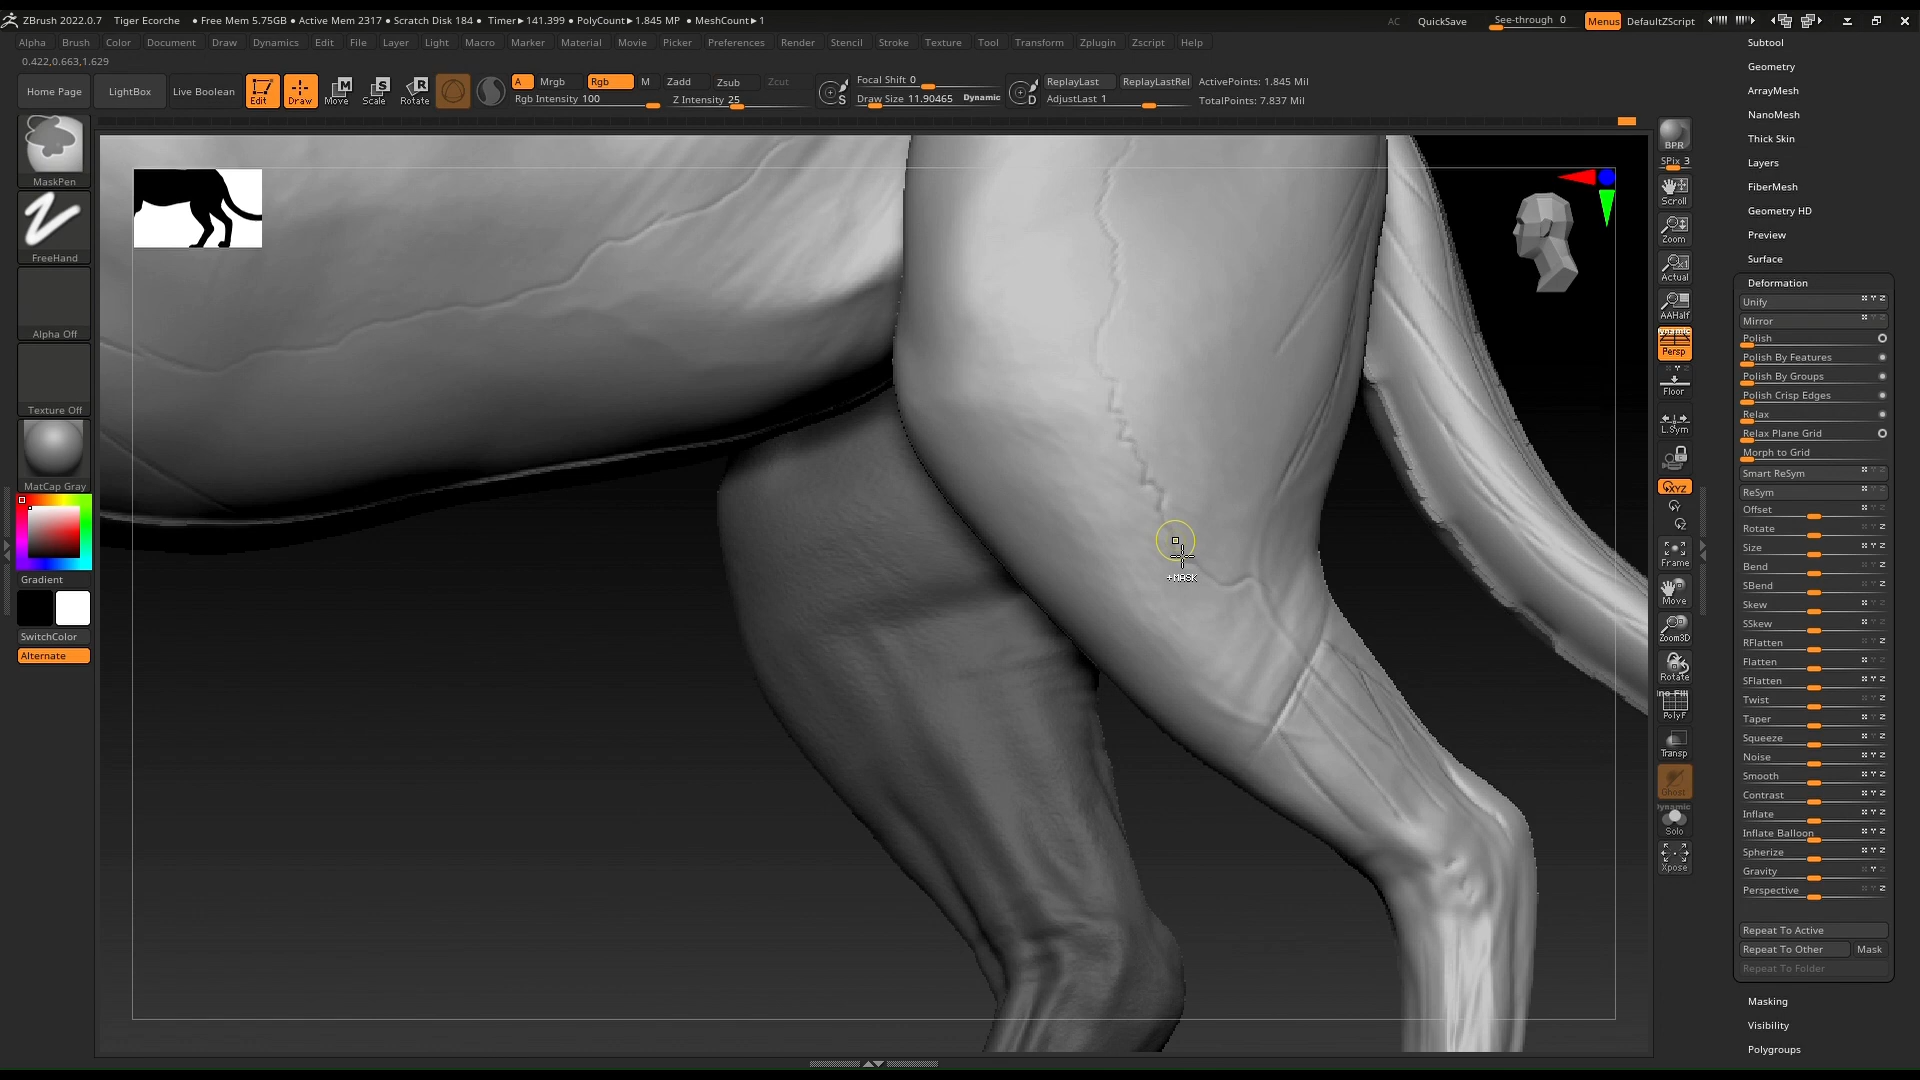 ZBrush 2022.0.7 Tiger Ecorche • Free Mem 5.75GB • Active Mem 2317 • Scratch Disk 184 • Timer▶141.399 • PolyCount▶1.845 MP • MeshCount▶1 AC QuickSave See-through 0 Menus DefaultZScript
Alpha Brush Color Document Draw Dynamics Edit File Layer Light Macro Marker Material Movie Picker Preferences Render Stencil Stroke Texture Tool Transform Zplugin Zscript Help
0.422,0.663,1.629
Home Page LightBox Live Boolean Edit Draw Move Scale Rotate
A Mrgb Rgb M Zadd Zsub Zcut
Rgb Intensity 100 Z Intensity 25
S Focal Shift 0
Draw Size 11.90465 Dynamic
D ReplayLast ReplayLastRel ActivePoints: 1.845 Mil
AdjustLast 1 TotalPoints: 7.837 Mil
MaskPen
FreeHand
Alpha Off
Texture Off
MatCap Gray
Gradient
SwitchColor
Alternate
+MASK
BPR
SPix 3
Scroll
Zoom
Actual
AAHalf
Persp
Floor
L.Sym
XYZ
Y
Z
Frame
Move
Zoom3D
Rotate
PolyF
Transp
Ghost
Dynamic
Solo
Xpose
Subtool
Geometry
ArrayMesh
NanoMesh
Thick Skin
Layers
FiberMesh
Geometry HD
Preview
Surface
Deformation
Unify
Mirror
Polish
Polish By Features
Polish By Groups
Polish Crisp Edges
Relax
Relax Plane Grid
Morph to Grid
Smart ReSym
ReSym
Offset
Rotate
Size
Bend
SBend
Skew
SSkew
RFlatten
Flatten
SFlatten
Twist
Taper
Squeeze
Noise
Smooth
Contrast
Inflate
Inflate Balloon
Spherize
Gravity
Perspective
Repeat To Active
Repeat To Other Mask
Repeat To Folder
Masking
Visibility
Polygroups